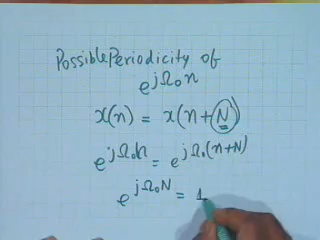 Possible Periodicity of
e^{jΩ₀n}
x(n) = x(n+N)
e^{jΩ₀n} = e^{jΩ₀(n+N)}
e^{jΩ₀N} = 1